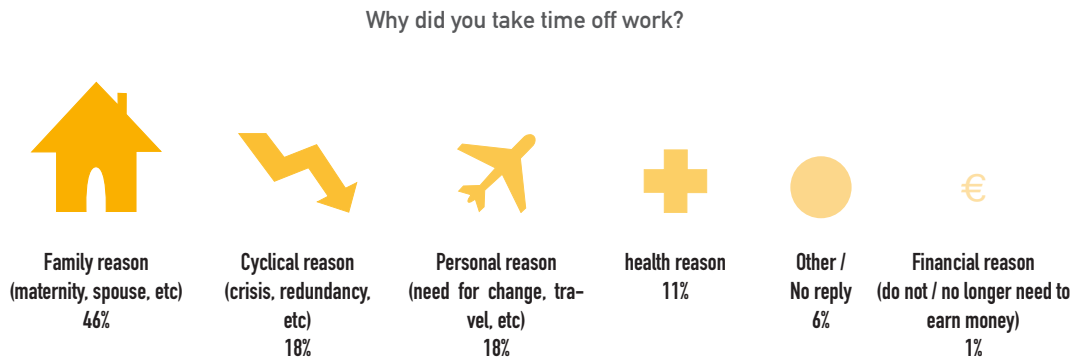 Why did you take time off work?
€
Family reason
(maternity, spouse, etc)
46%
Cyclical reason
(crisis, redundancy,
etc)
18%
Personal reason
(need for change, tra-
vel, etc)
18%
health reason
11%
Other /
No reply
6%
Financial reason
(do not / no longer need to
earn money)
1%